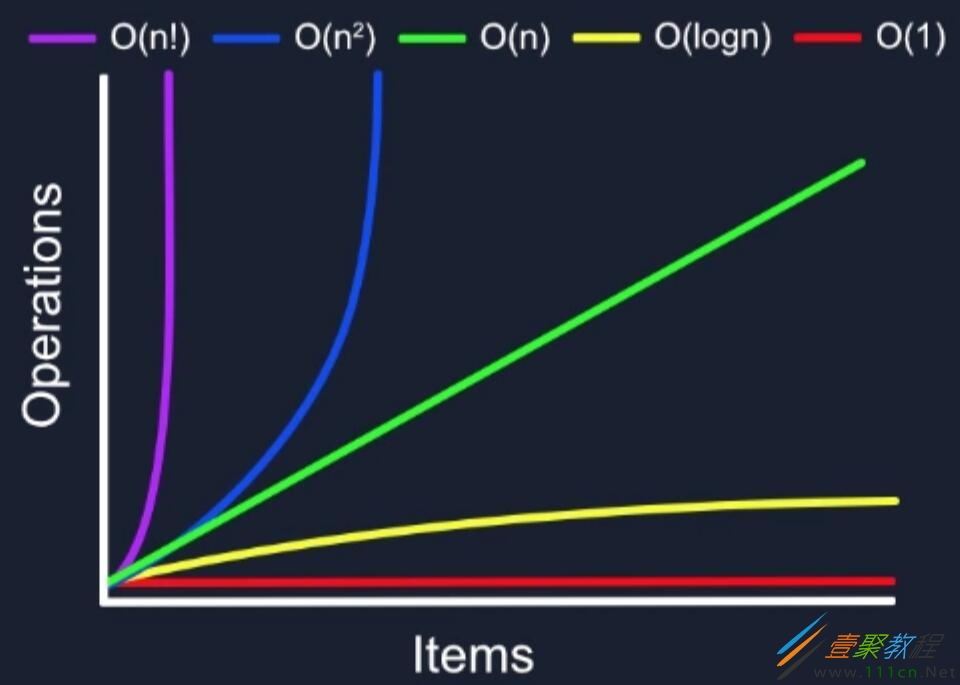 O(n!) O(n²) O(n) O(logn) O(1)
Operations
Items
壹聚教程
www.111cn.Net